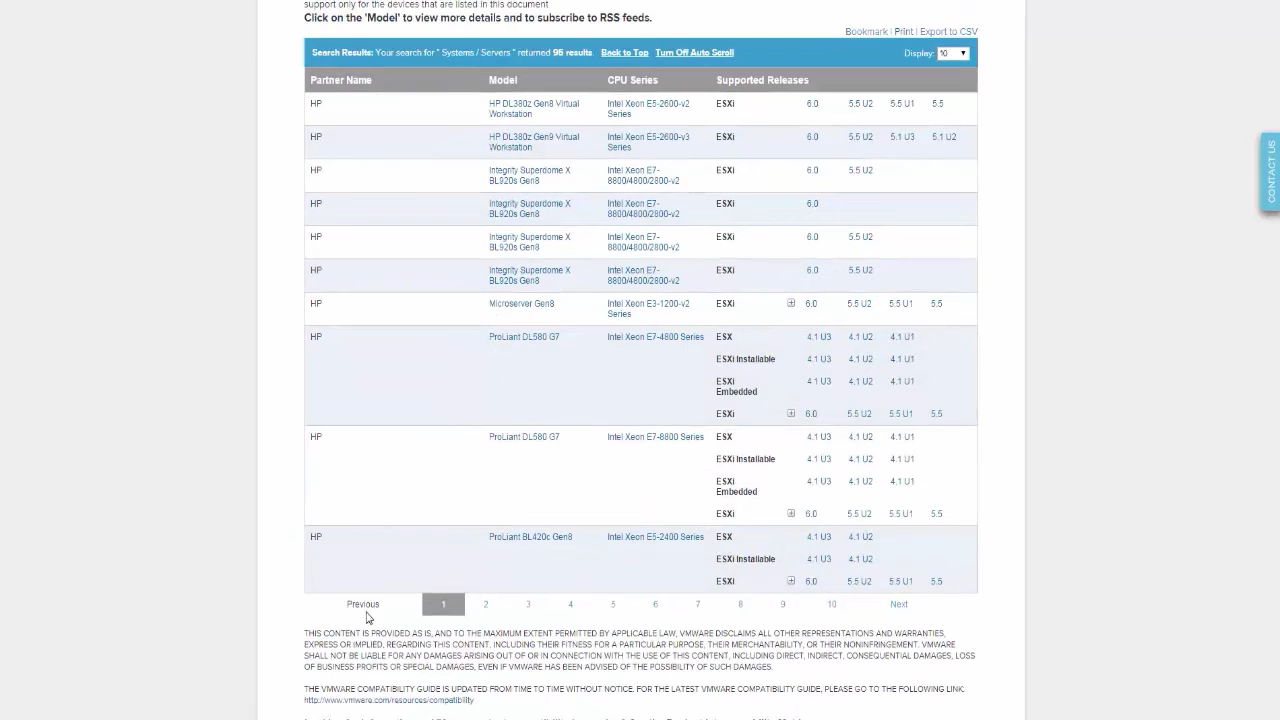 support only for the devices that are listed in this document
Click on the 'Model' to view more details and to subscribe to RSS feeds.
Bookmark | Print | Export to CSV
Search Results: Your search for " Systems / Servers " returned 96 results Back to Top Turn Off Auto Scroll Display: 10
Partner Name Model CPU Series Supported Releases
HP HP DL380z Gen8 Virtual Workstation Intel Xeon E5-2600-v2 Series ESXi 6.0 5.5 U2 5.5 U1 5.5
HP HP DL380z Gen9 Virtual Workstation Intel Xeon E5-2600-v3 Series ESXi 6.0 5.5 U2 5.1 U3 5.1 U2
HP Integrity Superdome X BL920s Gen8 Intel Xeon E7-8800/4800/2800-v2 ESXi 6.0 5.5 U2
HP Integrity Superdome X BL920s Gen8 Intel Xeon E7-8800/4800/2800-v2 ESXi 6.0
HP Integrity Superdome X BL920s Gen8 Intel Xeon E7-8800/4800/2800-v2 ESXi 6.0 5.5 U2
HP Integrity Superdome X BL920s Gen8 Intel Xeon E7-8800/4800/2800-v2 ESXi 6.0 5.5 U2
HP Microserver Gen8 Intel Xeon E3-1200-v2 Series ESXi 6.0 5.5 U2 5.5 U1 5.5
HP ProLiant DL580 G7 Intel Xeon E7-4800 Series ESX 4.1 U3 4.1 U2 4.1 U1
ESXi Installable 4.1 U3 4.1 U2 4.1 U1
ESXi Embedded 4.1 U3 4.1 U2 4.1 U1
ESXi 6.0 5.5 U2 5.5 U1 5.5
HP ProLiant DL580 G7 Intel Xeon E7-8800 Series ESX 4.1 U3 4.1 U2 4.1 U1
ESXi Installable 4.1 U3 4.1 U2 4.1 U1
ESXi Embedded 4.1 U3 4.1 U2 4.1 U1
ESXi 6.0 5.5 U2 5.5 U1 5.5
HP ProLiant BL420c Gen8 Intel Xeon E5-2400 Series ESX 4.1 U3 4.1 U2
ESXi Installable 4.1 U3 4.1 U2
ESXi 6.0 5.5 U2 5.5 U1 5.5
Previous 1 2 3 4 5 6 7 8 9 10 Next
THIS CONTENT IS PROVIDED AS IS, AND TO THE MAXIMUM EXTENT PERMITTED BY APPLICABLE LAW, VMWARE DISCLAIMS ALL OTHER REPRESENTATIONS AND WARRANTIES,
EXPRESS OR IMPLIED, REGARDING THIS CONTENT, INCLUDING THEIR FITNESS FOR A PARTICULAR PURPOSE, THEIR MERCHANTABILITY, OR THEIR NONINFRINGEMENT. VMWARE
SHALL NOT BE LIABLE FOR ANY DAMAGES ARISING OUT OF OR IN CONNECTION WITH THE USE OF THIS CONTENT, INCLUDING DIRECT, INDIRECT, CONSEQUENTIAL DAMAGES, LOSS
OF BUSINESS PROFITS OR SPECIAL DAMAGES, EVEN IF VMWARE HAS BEEN ADVISED OF THE POSSIBILITY OF SUCH DAMAGES.
THE VMWARE COMPATIBILITY GUIDE IS UPDATED FROM TIME TO TIME WITHOUT NOTICE. FOR THE LATEST VMWARE COMPATIBILITY GUIDE, PLEASE GO TO THE FOLLOWING LINK:
http://www.vmware.com/resources/compatibility
CONTACT US